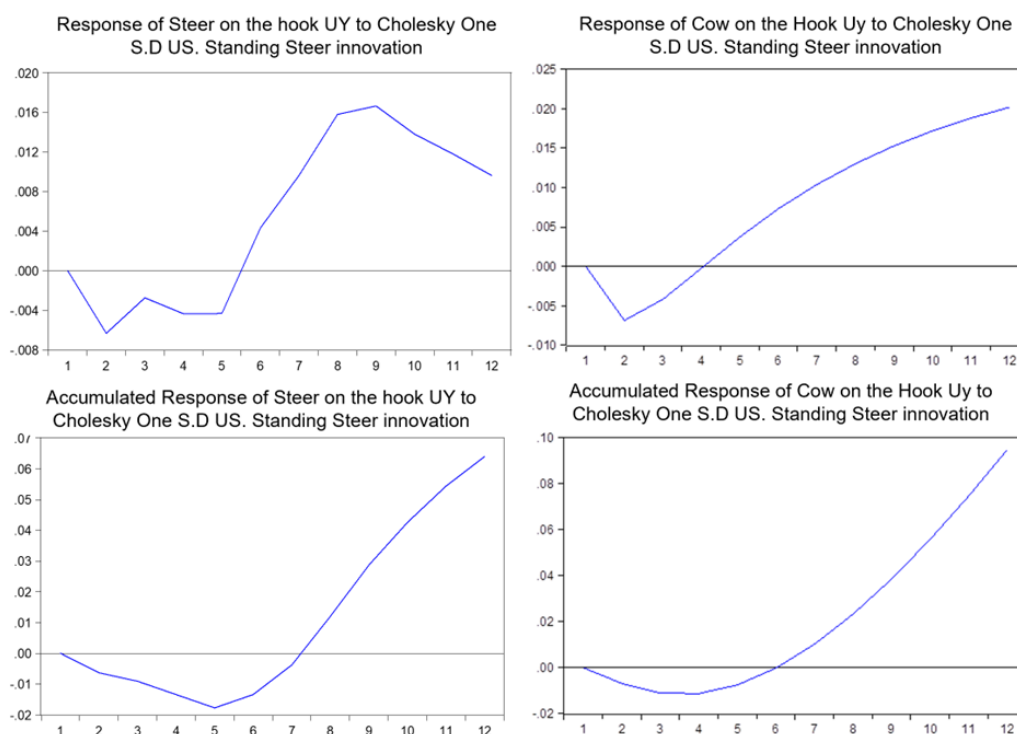 Response of Steer on the hook UY to Cholesky One
S.D US. Standing Steer innovation
.020
.016
.012
.008
.004
.000
-.004
-.008
1 2 3 4 5 6 7 8 9 10 11 12
Response of Cow on the Hook Uy to Cholesky One
S.D US. Standing Steer innovation
.025
.020
.015
.010
.005
.000
-.005
-.010
1 2 3 4 5 6 7 8 9 10 11 12
Accumulated Response of Steer on the hook UY to
Cholesky One S.D US. Standing Steer innovation
.07
.06
.05
.04
.03
.02
.01
.00
-.01
-.02
1 2 3 4 5 6 7 8 9 10 11 12
Accumulated Response of Cow on the Hook Uy to
Cholesky One S.D US. Standing Steer innovation
.10
.08
.06
.04
.02
.00
-.02
1 2 3 4 5 6 7 8 9 10 11 12